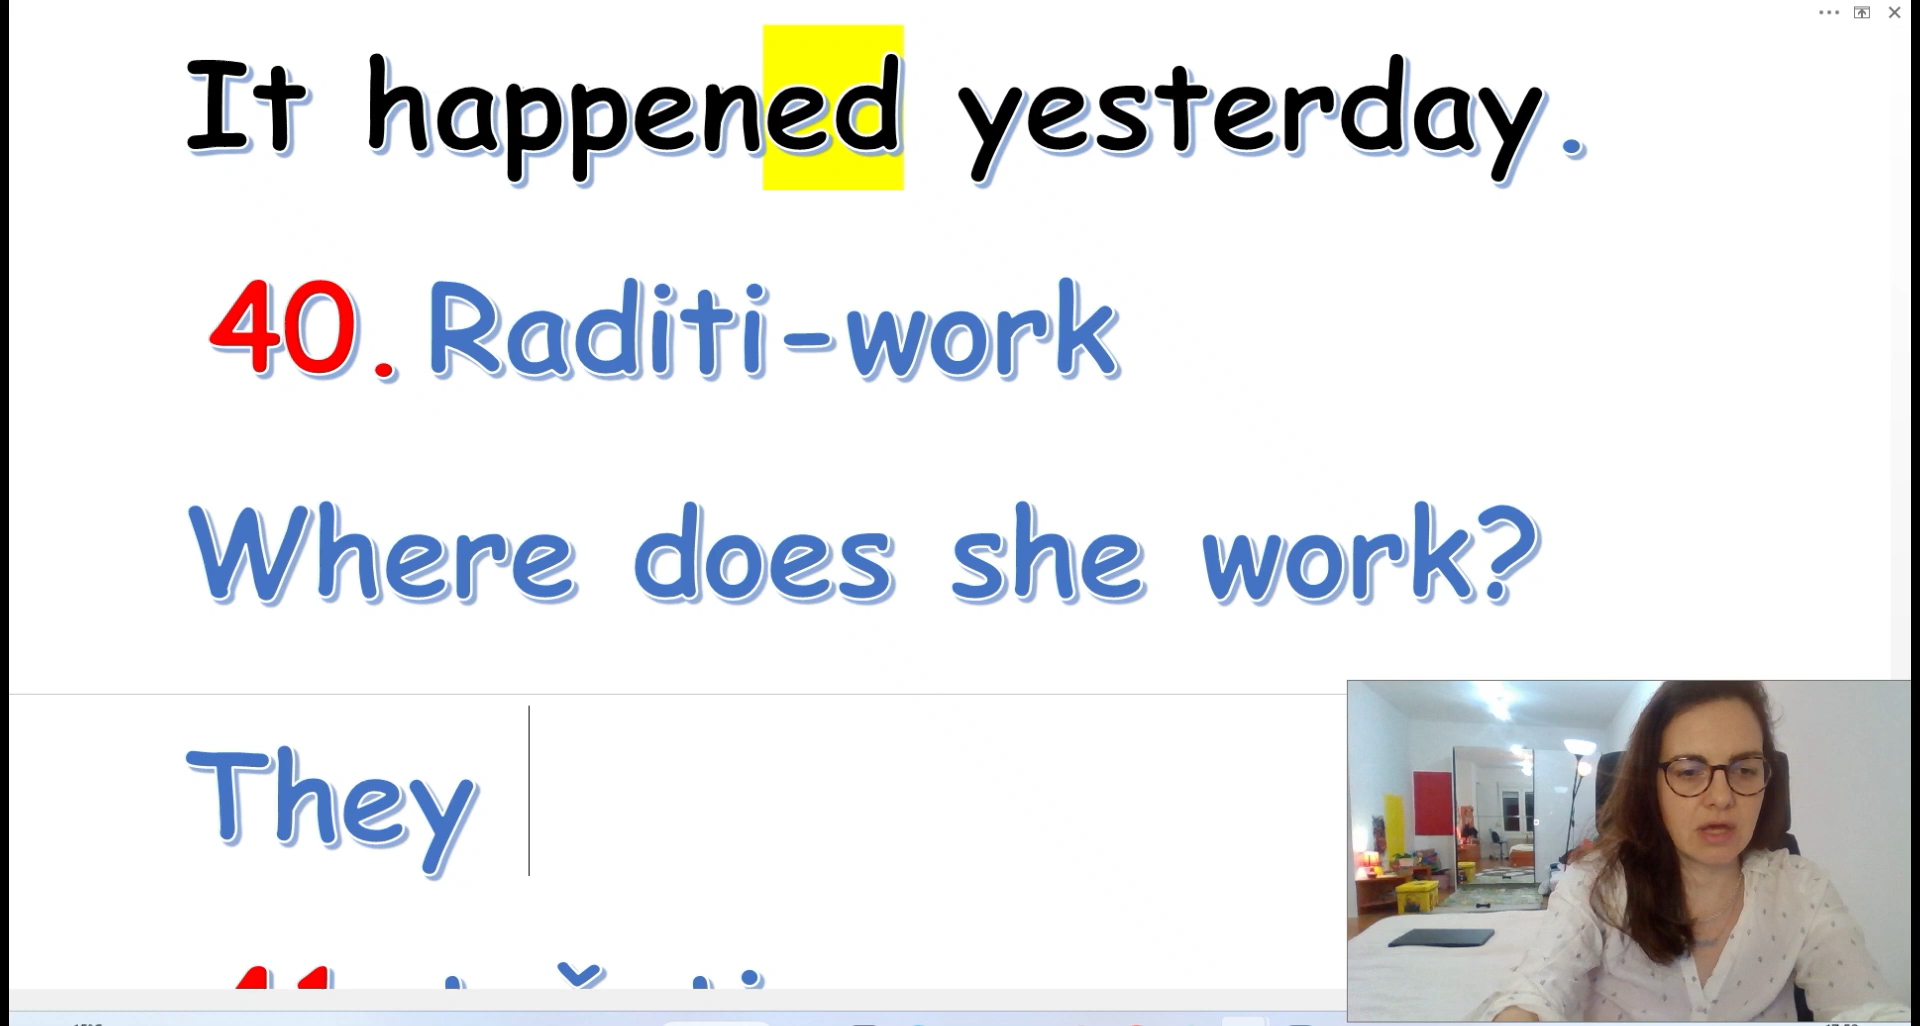 It happened yesterday.
40. Raditi-work
Where does she work?
They